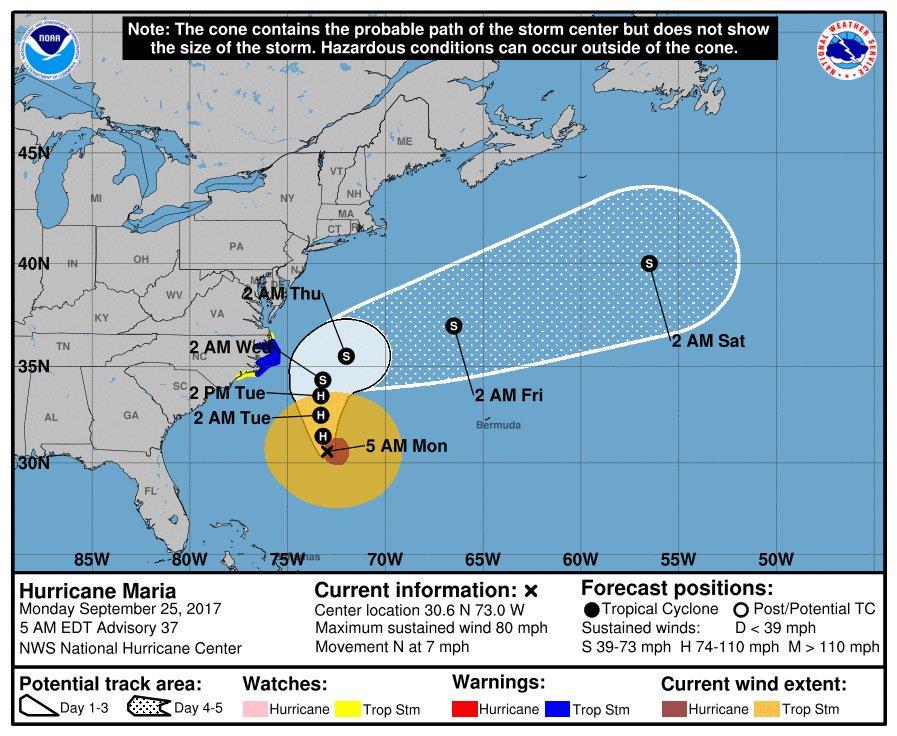 Note: The cone contains the probable path of the storm center but does not show
the size of the storm. Hazardous conditions can occur outside of the cone.
NOAA
NATIONAL WEATHER SERVICE
45N
40N
35N
30N
ME
VT
NH
NY
MA
CT
MI
PA
NJ
IN
OH
WV
VA
KY
TN
NC
SC
AL
GA
FL
Bermuda
2 AM Thu
2 AM Wed
2 PM Tue
2 AM Tue
5 AM Mon
2 AM Fri
2 AM Sat
S
S
S
S
H
H
H
85W
80W
75W
70W
65W
60W
55W
50W
Hurricane Maria
Monday September 25, 2017
5 AM EDT Advisory 37
NWS National Hurricane Center
Current information: x
Center location 30.6 N 73.0 W
Maximum sustained wind 80 mph
Movement N at 7 mph
Forecast positions:
Tropical Cyclone Post/Potential TC
Sustained winds: D < 39 mph
S 39-73 mph H 74-110 mph M > 110 mph
Potential track area:
Day 1-3 Day 4-5
Watches:
Hurricane Trop Stm
Warnings:
Hurricane Trop Stm
Current wind extent:
Hurricane Trop Stm